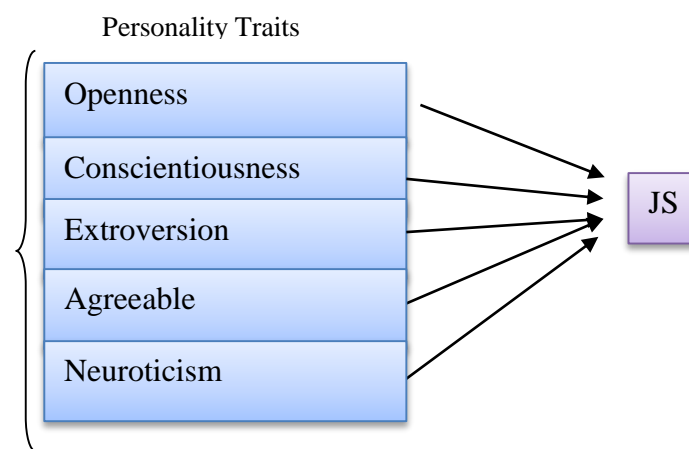 Personality Traits
Openness
Conscientiousness
JS
Extroversion
Agreeable
Neuroticism